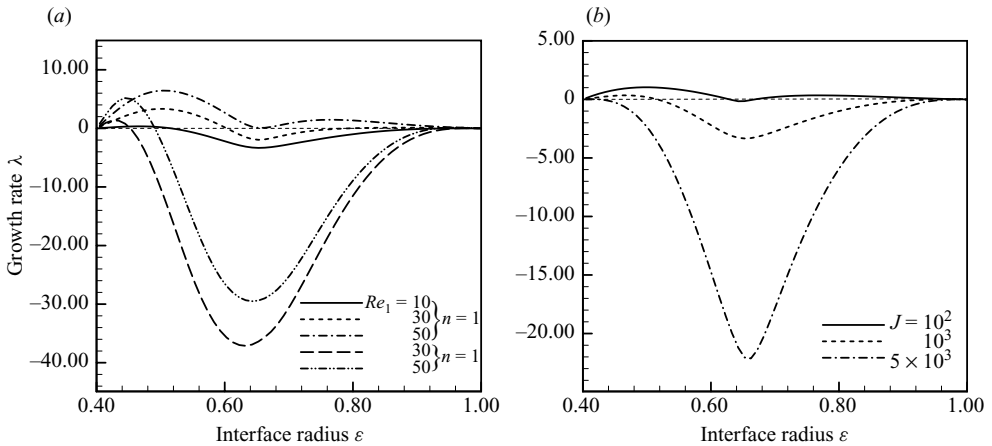 (a)
(b)
10.00
0
−10.00
−20.00
−30.00
−40.00
Growth rate λ
0.40
0.60
0.80
1.00
Interface radius ε
Re₁ = 10
30
50
} n = 1
30
50
} n = 1
5.00
0
−5.00
−10.00
−15.00
−20.00
0.40
0.60
0.80
1.00
Interface radius ε
J = 10²
10³
5 × 10³